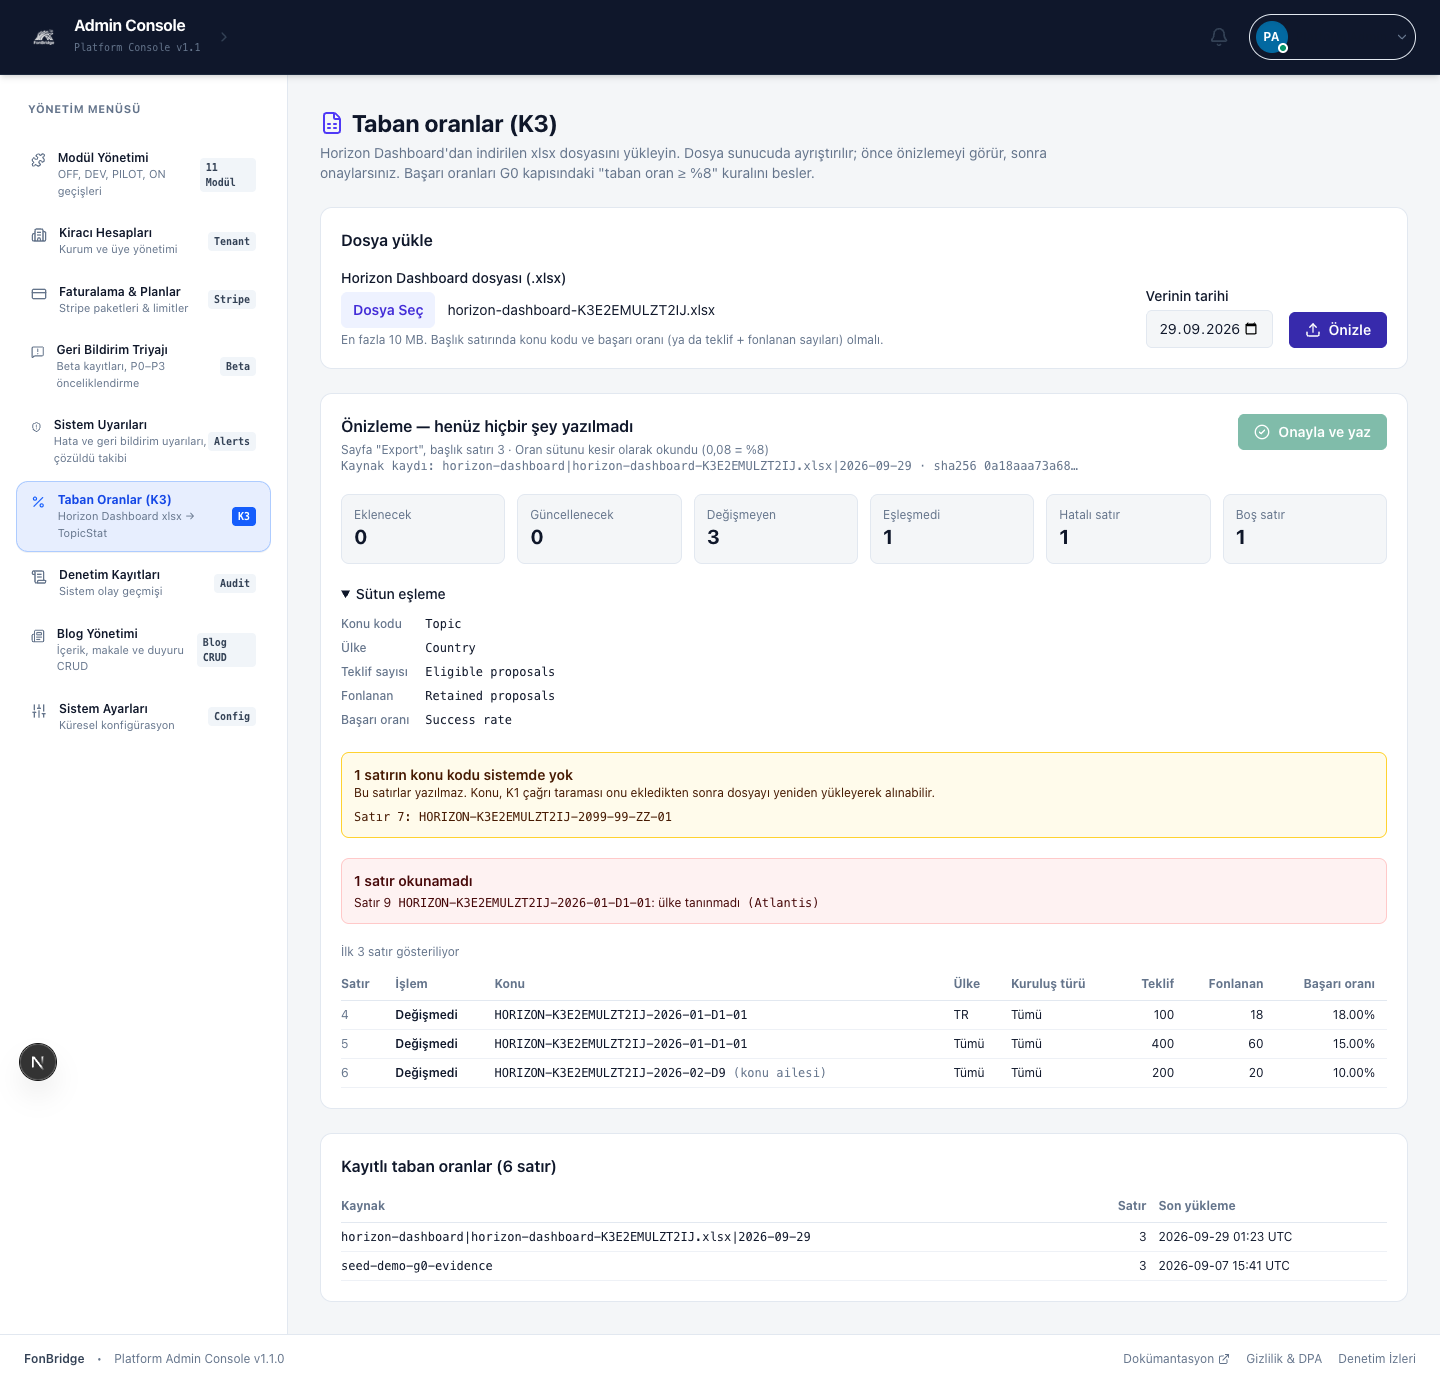 FonBridge
Admin Console
Platform Console v1.1
PA
YÖNETİM MENÜSÜ
Modül Yönetimi
OFF, DEV, PILOT, ON
geçişleri
11
Modül
Kiracı Hesapları
Kurum ve üye yönetimi
Tenant
Faturalama & Planlar
Stripe paketleri & limitler
Stripe
Geri Bildirim Triyajı
Beta kayıtları, P0–P3
önceliklendirme
Beta
Sistem Uyarıları
Hata ve geri bildirim uyarıları,
çözüldü takibi
Alerts
Taban Oranlar (K3)
Horizon Dashboard xlsx →
TopicStat
K3
Denetim Kayıtları
Sistem olay geçmişi
Audit
Blog Yönetimi
İçerik, makale ve duyuru
CRUD
Blog
CRUD
Sistem Ayarları
Küresel konfigürasyon
Config
N
Taban oranlar (K3)
Horizon Dashboard'dan indirilen xlsx dosyasını yükleyin. Dosya sunucuda ayrıştırılır; önce önizlemeyi görür, sonra
onaylarsınız. Başarı oranları G0 kapısındaki "taban oran ≥ %8" kuralını besler.
Dosya yükle
Horizon Dashboard dosyası (.xlsx)
Dosya Seç horizon-dashboard-K3E2EMULZT2IJ.xlsx
En fazla 10 MB. Başlık satırında konu kodu ve başarı oranı (ya da teklif + fonlanan sayıları) olmalı.
Verinin tarihi
29.09.2026
Önizle
Önizleme — henüz hiçbir şey yazılmadı
Sayfa "Export", başlık satırı 3 · Oran sütunu kesir olarak okundu (0,08 = %8)
Kaynak kaydı: horizon-dashboard|horizon-dashboard-K3E2EMULZT2IJ.xlsx|2026-09-29 · sha256 0a18aaa73a68…
Onayla ve yaz
Eklenecek
0
Güncellenecek
0
Değişmeyen
3
Eşleşmedi
1
Hatalı satır
1
Boş satır
1
▼ Sütun eşleme
Konu kodu Topic
Ülke Country
Teklif sayısı Eligible proposals
Fonlanan Retained proposals
Başarı oranı Success rate
1 satırın konu kodu sistemde yok
Bu satırlar yazılmaz. Konu, K1 çağrı taraması onu ekledikten sonra dosyayı yeniden yükleyerek alınabilir.
Satır 7: HORIZON-K3E2EMULZT2IJ-2099-99-ZZ-01
1 satır okunamadı
Satır 9 HORIZON-K3E2EMULZT2IJ-2026-01-D1-01: ülke tanınmadı (Atlantis)
İlk 3 satır gösteriliyor
Satır İşlem Konu Ülke Kuruluş türü Teklif Fonlanan Başarı oranı
4 Değişmedi HORIZON-K3E2EMULZT2IJ-2026-01-D1-01 TR Tümü 100 18 18.00%
5 Değişmedi HORIZON-K3E2EMULZT2IJ-2026-01-D1-01 Tümü Tümü 400 60 15.00%
6 Değişmedi HORIZON-K3E2EMULZT2IJ-2026-02-D9 (konu ailesi) Tümü Tümü 200 20 10.00%
Kayıtlı taban oranlar (6 satır)
Kaynak Satır Son yükleme
horizon-dashboard|horizon-dashboard-K3E2EMULZT2IJ.xlsx|2026-09-29 3 2026-09-29 01:23 UTC
seed-demo-g0-evidence 3 2026-09-07 15:41 UTC
FonBridge • Platform Admin Console v1.1.0
Dokümantasyon Gizlilik & DPA Denetim İzleri